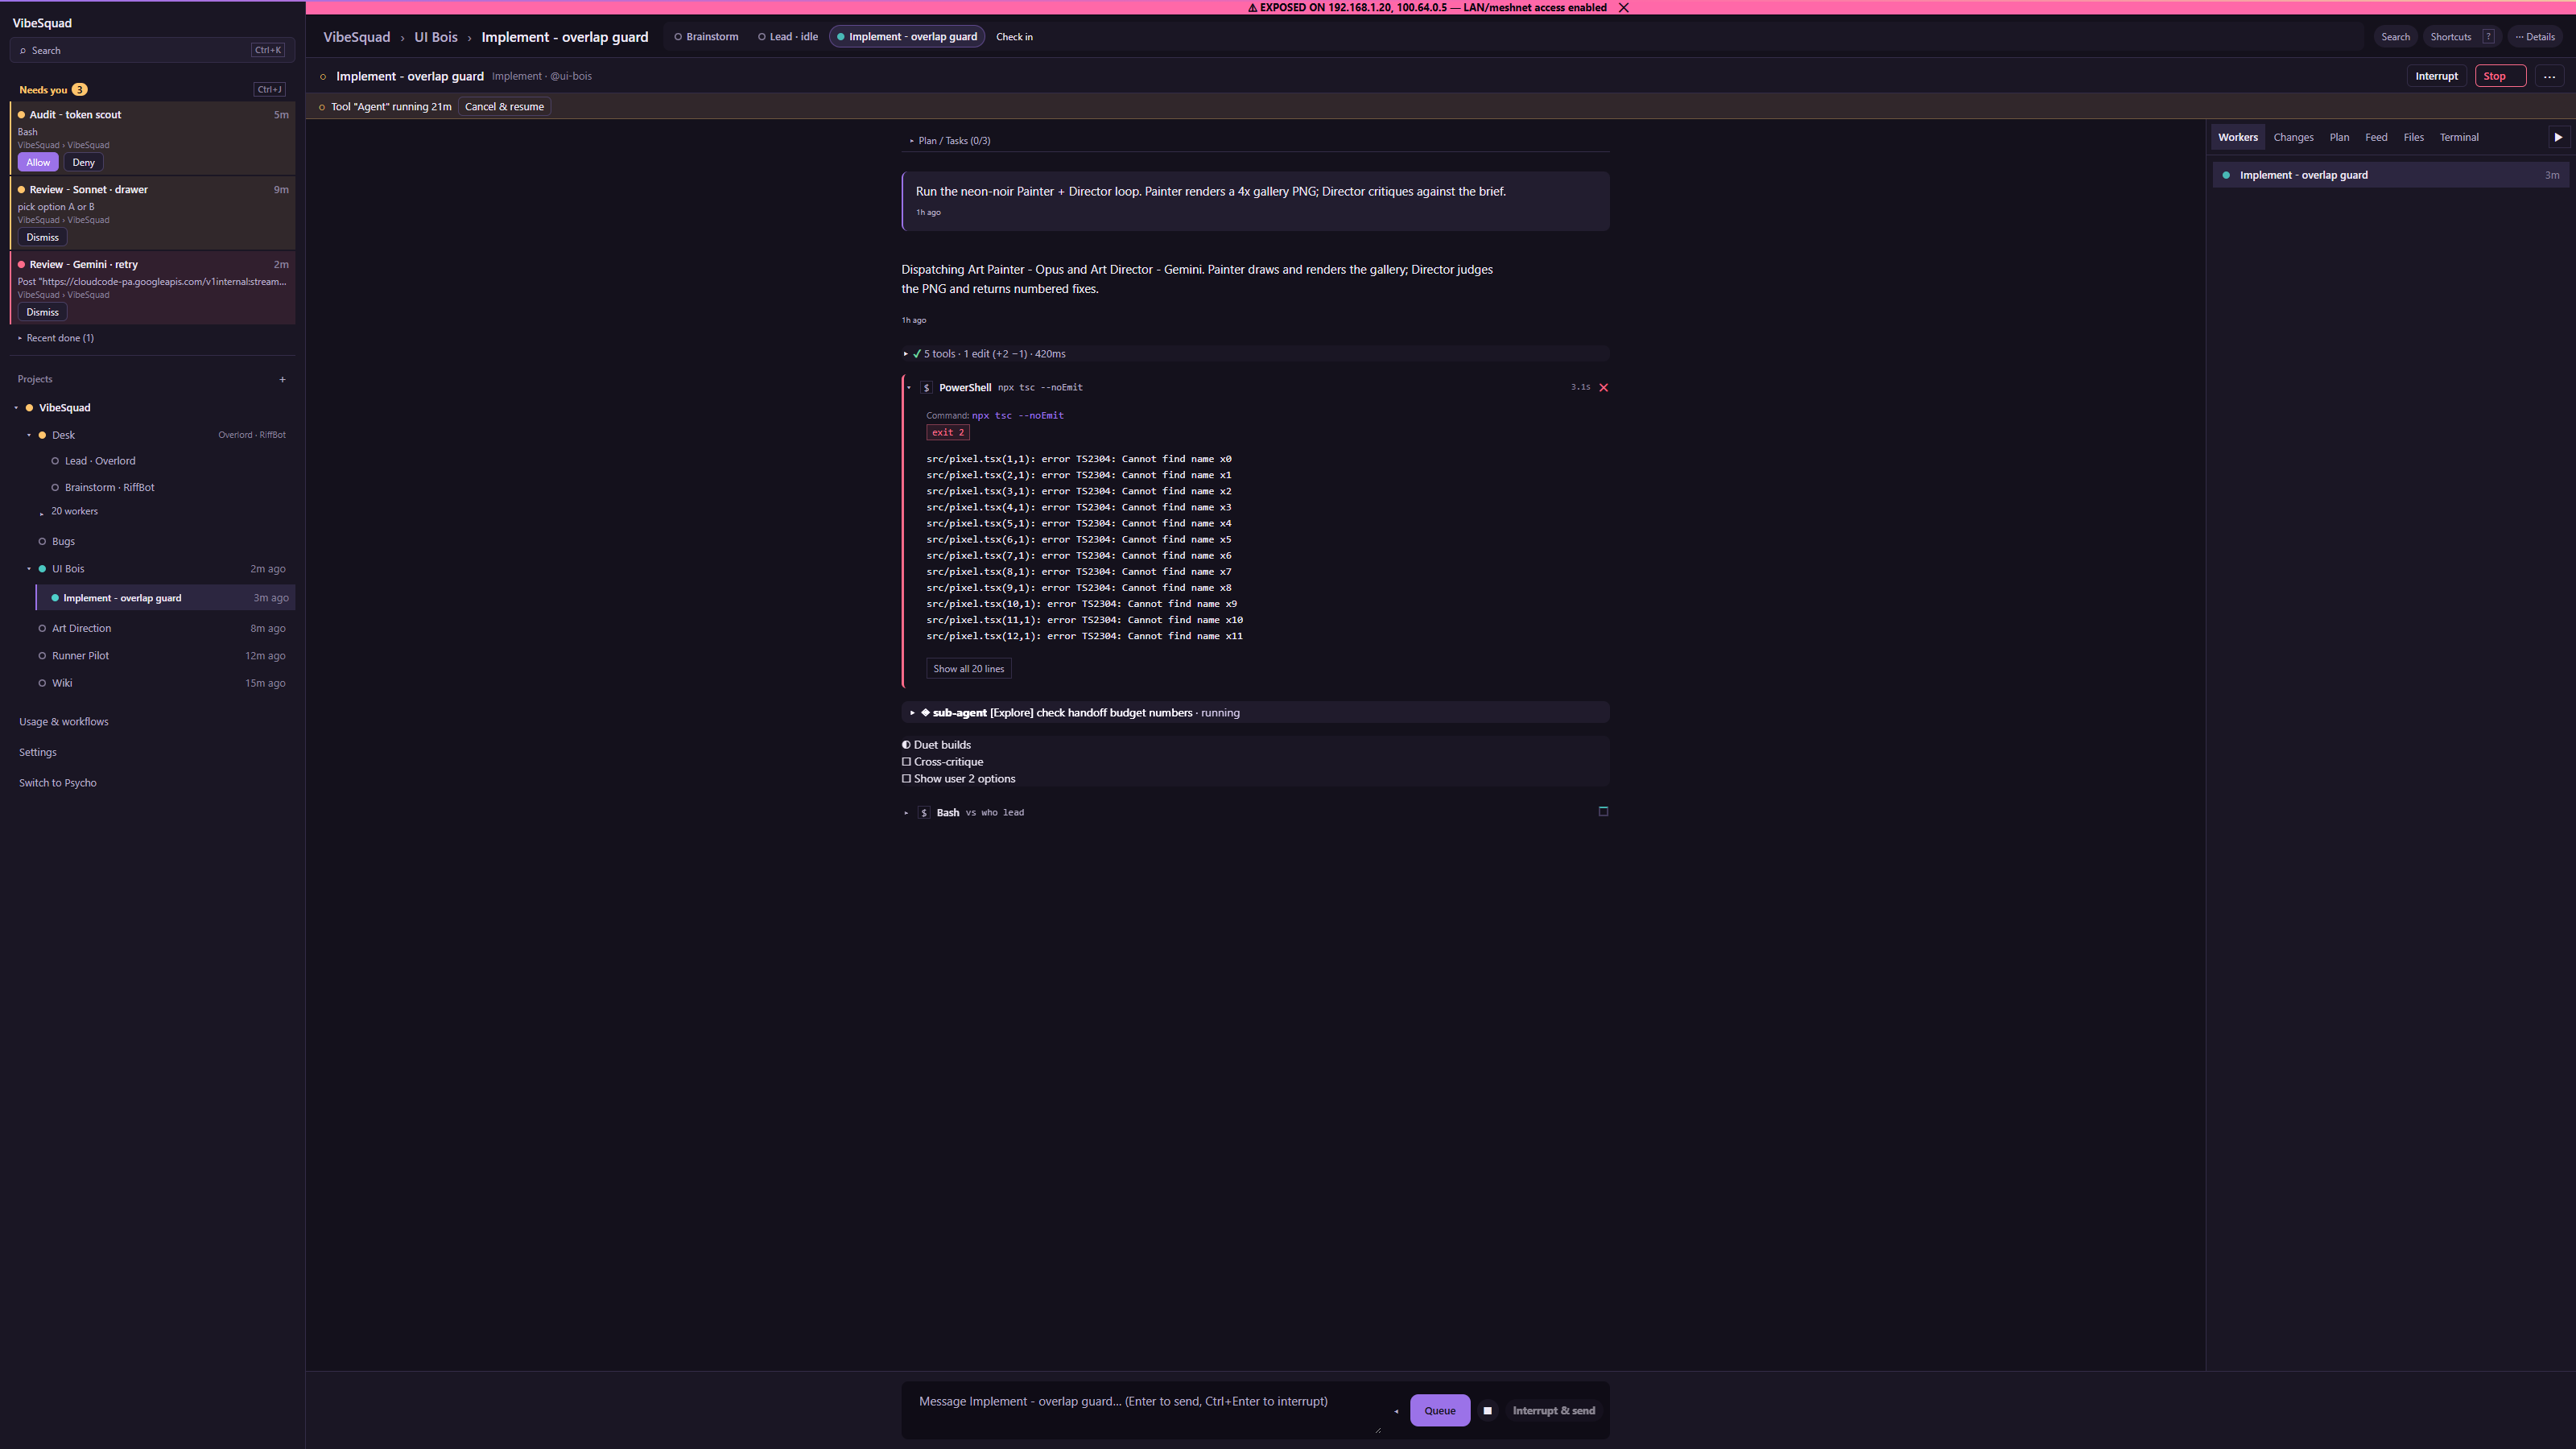 VibeSquad
⌕ Search Ctrl+K
Needs you 3 Ctrl+J
Audit - token scout 5m
Bash
VibeSquad › VibeSquad
Allow Deny
Review - Sonnet · drawer 9m
pick option A or B
VibeSquad › VibeSquad
Dismiss
Review - Gemini · retry 2m
Post "https://cloudcode-pa.googleapis.com/v1internal:stream...
VibeSquad › VibeSquad
Dismiss
Recent done (1)
Projects +
VibeSquad
Desk Overlord · RiffBot
Lead · Overlord
Brainstorm · RiffBot
20 workers
Bugs
UI Bois 2m ago
Implement - overlap guard 3m ago
Art Direction 8m ago
Runner Pilot 12m ago
Wiki 15m ago
Usage & workflows
Settings
Switch to Psycho
⚠ EXPOSED ON 192.168.1.20, 100.64.0.5 — LAN/meshnet access enabled
VibeSquad › UI Bois › Implement - overlap guard Brainstorm Lead · idle Implement - overlap guard Check in Search Shortcuts ? ··· Details
Implement - overlap guard Implement · @ui-bois Interrupt Stop ...
Tool "Agent" running 21m Cancel & resume
Plan / Tasks (0/3)
Run the neon-noir Painter + Director loop. Painter renders a 4x gallery PNG; Director critiques against the brief.
1h ago
Dispatching Art Painter - Opus and Art Director - Gemini. Painter draws and renders the gallery; Director judges
the PNG and returns numbered fixes.
1h ago
✓ 5 tools · 1 edit (+2 −1) · 420ms
$ PowerShell npx tsc --noEmit 3.1s
Command: npx tsc --noEmit
exit 2
src/pixel.tsx(1,1): error TS2304: Cannot find name x0
src/pixel.tsx(2,1): error TS2304: Cannot find name x1
src/pixel.tsx(3,1): error TS2304: Cannot find name x2
src/pixel.tsx(4,1): error TS2304: Cannot find name x3
src/pixel.tsx(5,1): error TS2304: Cannot find name x4
src/pixel.tsx(6,1): error TS2304: Cannot find name x5
src/pixel.tsx(7,1): error TS2304: Cannot find name x6
src/pixel.tsx(8,1): error TS2304: Cannot find name x7
src/pixel.tsx(9,1): error TS2304: Cannot find name x8
src/pixel.tsx(10,1): error TS2304: Cannot find name x9
src/pixel.tsx(11,1): error TS2304: Cannot find name x10
src/pixel.tsx(12,1): error TS2304: Cannot find name x11
Show all 20 lines
◆ sub-agent [Explore] check handoff budget numbers · running
◐ Duet builds
☐ Cross-critique
☐ Show user 2 options
$ Bash vs who lead
Message Implement - overlap guard... (Enter to send, Ctrl+Enter to interrupt)
Queue Interrupt & send
Workers Changes Plan Feed Files Terminal
Implement - overlap guard 3m